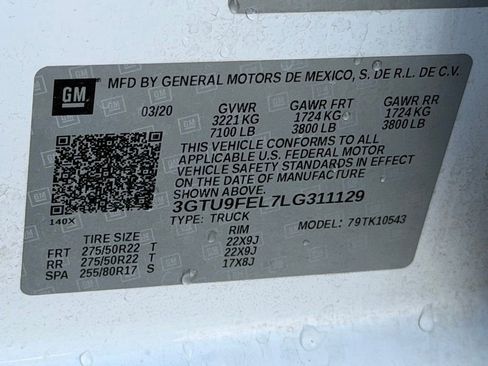 GM
MFD BY GENERAL MOTORS DE MEXICO, S. DE R.L. DE C.V.
03/20 GVWR GAWR FRT GAWR RR
3221 KG 1724 KG 1724 KG
7100 LB 3800 LB 3800 LB
THIS VEHICLE CONFORMS TO ALL
APPLICABLE U.S. FEDERAL MOTOR
VEHICLE SAFETY STANDARDS IN EFFECT
ON THE DATE OF MANUFACTURE
SHOWN ABOVE.
3GTU9FEL7LG311129
140X TYPE: TRUCK MODEL: 79TK10543
TIRE SIZE RIM
FRT 275/50R22 T 22X9J
RR 275/50R22 T 22X9J
SPA 255/80R17 S 17X8J